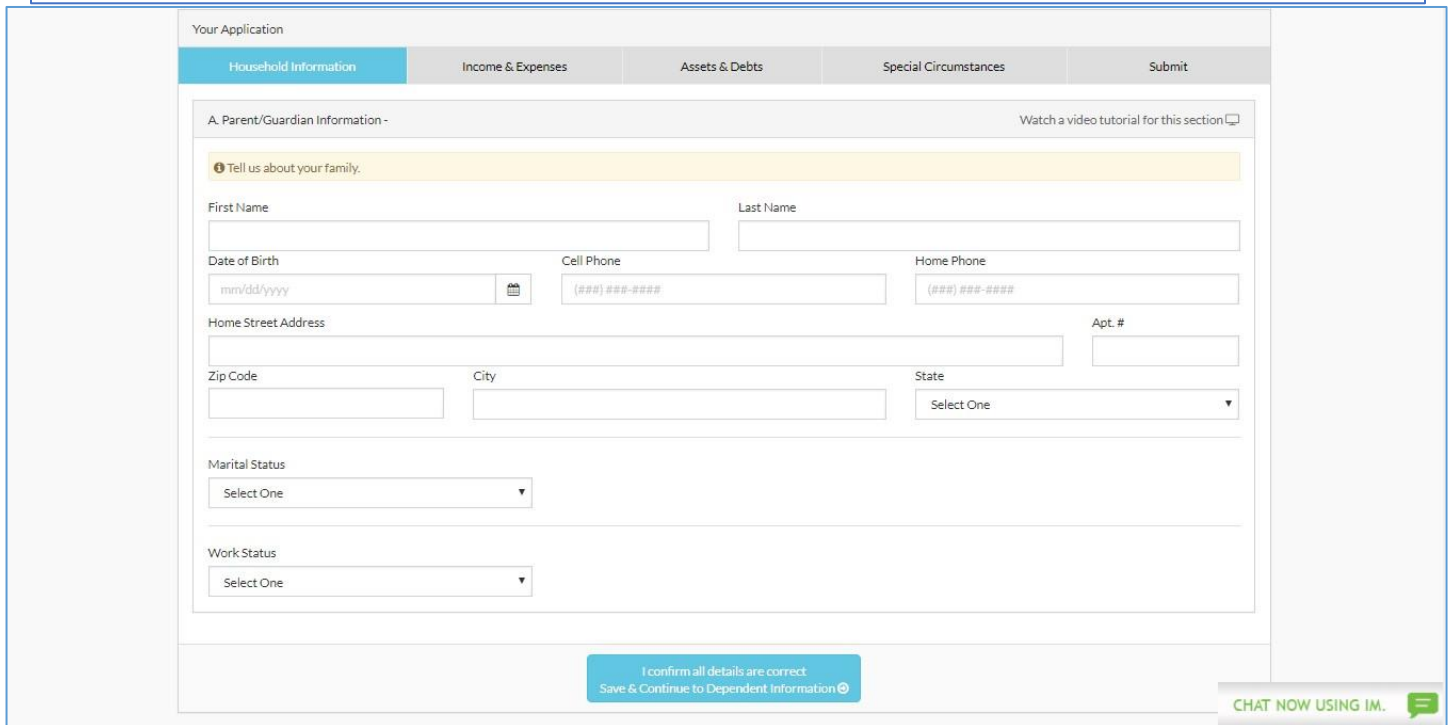 Your Application
Household Information Income & Expenses Assets & Debts Special Circumstances Submit
A. Parent/Guardian Information - Watch a video tutorial for this section
Tell us about your family.
First Name Last Name
Date of Birth Cell Phone Home Phone
mm/dd/yyyy (###) ###-#### (###) ###-####
Home Street Address Apt. #
Zip Code City State
Select One
Marital Status
Select One
Work Status
Select One
I confirm all details are correct
Save & Continue to Dependent Information
CHAT NOW USING IM.